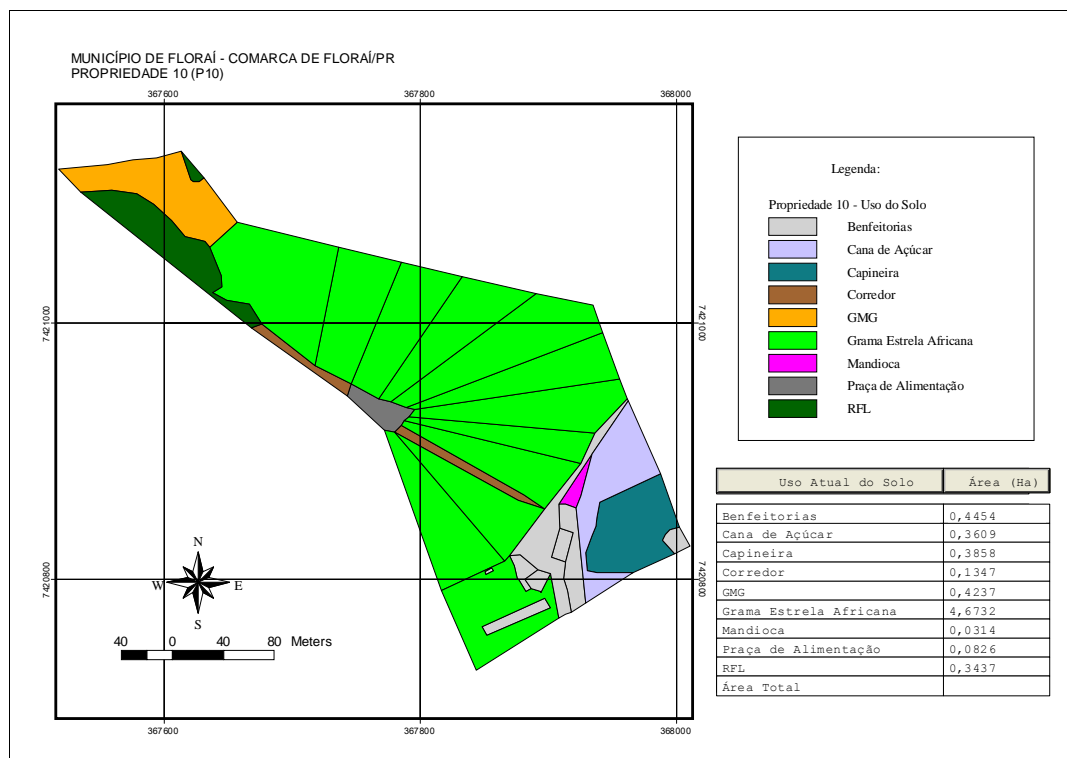 MUNICÍPIO DE FLORAÍ - COMARCA DE FLORAÍ/PR
PROPRIEDADE 10 (P10)
367600 367800 368000
7421000 7421000
7420800 7420800
N
W E
S
40 0 40 80 Meters
367600 367800 368000
Legenda:
Propriedade 10 - Uso do Solo
Benfeitorias
Cana de Açúcar
Capineira
Corredor
GMG
Grama Estrela Africana
Mandioca
Praça de Alimentação
RFL
Uso Atual do Solo Área (Ha)
Benfeitorias 0,4454
Cana de Açúcar 0,3609
Capineira 0,3858
Corredor 0,1347
GMG 0,4237
Grama Estrela Africana 4,6732
Mandioca 0,0314
Praça de Alimentação 0,0826
RFL 0,3437
Área Total